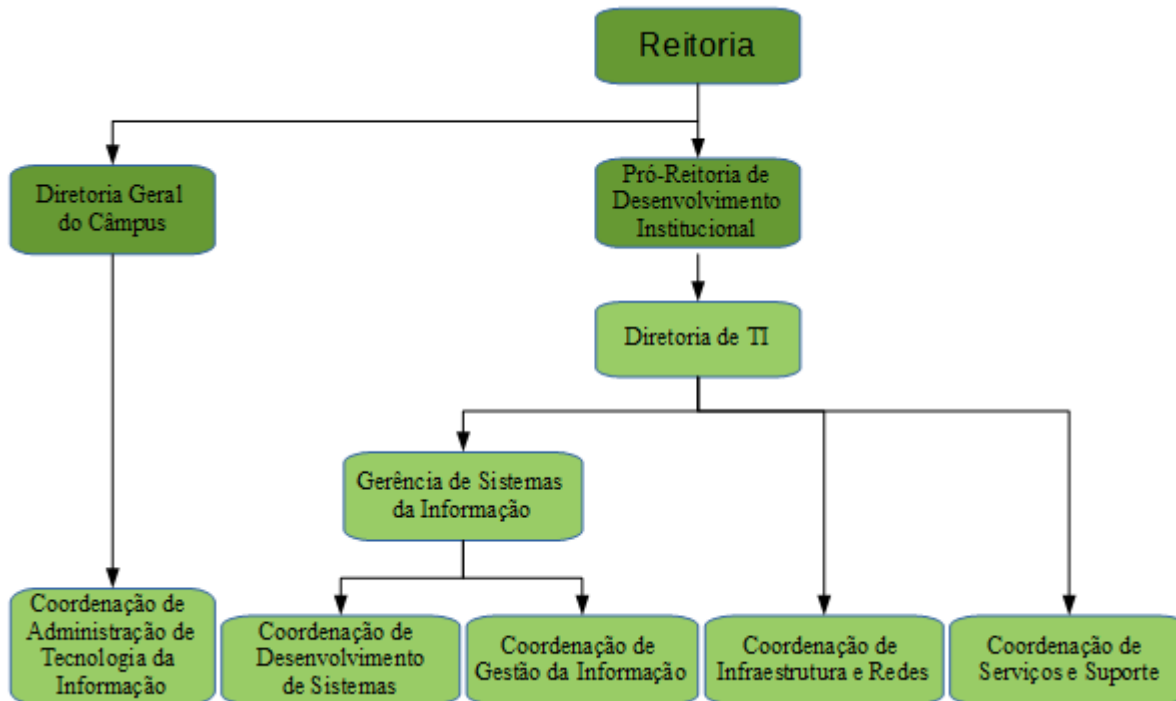 Reitoria
Diretoria Geral
do Câmpus
Pró-Reitoria de
Desenvolvimento
Institucional
Diretoria de TI
Gerência de Sistemas
da Informação
Coordenação de
Administração de
Tecnologia da
Informação
Coordenação de
Desenvolvimento
de Sistemas
Coordenação de
Gestão da Informação
Coordenação de
Infraestrutura e Redes
Coordenação de
Serviços e Suporte